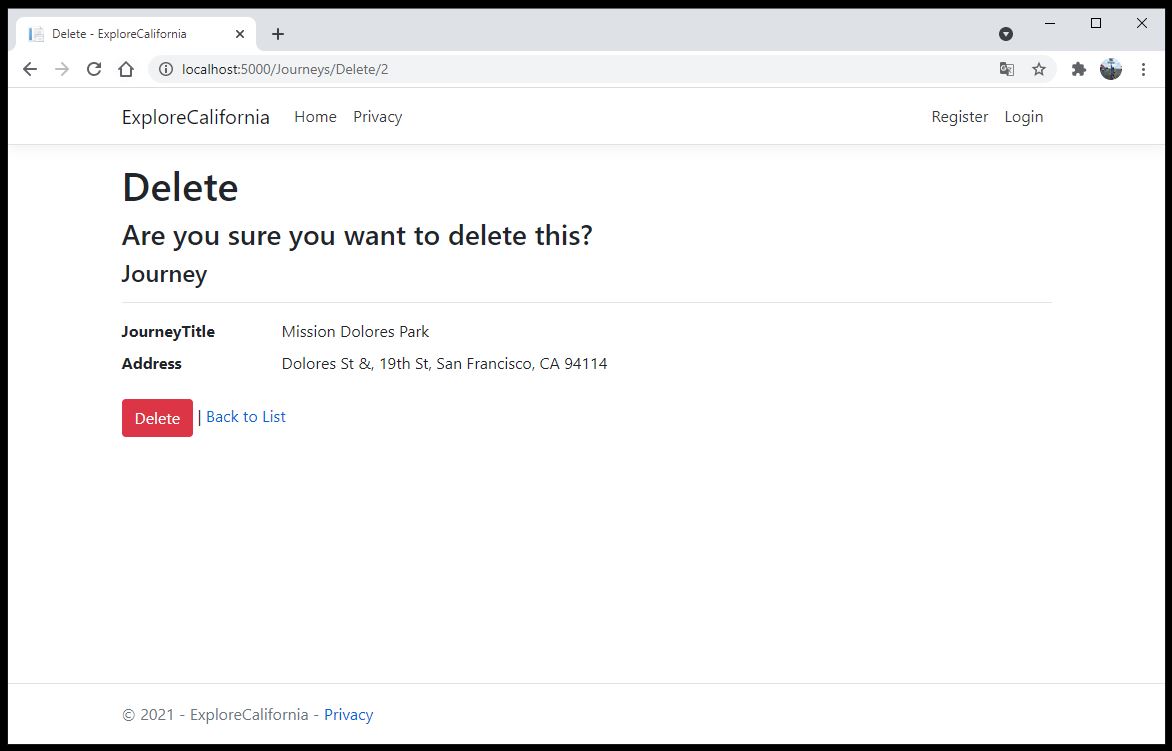 Delete - ExploreCalifornia
localhost:5000/Journeys/Delete/2
ExploreCalifornia Home Privacy Register Login
Delete
Are you sure you want to delete this?
Journey
JourneyTitle Mission Dolores Park
Address Dolores St &, 19th St, San Francisco, CA 94114
Delete | Back to List
© 2021 - ExploreCalifornia - Privacy